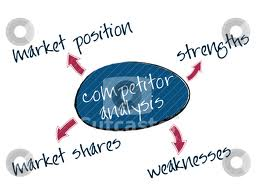 market position
strengths
competitor
analysis
market shares
weaknesses